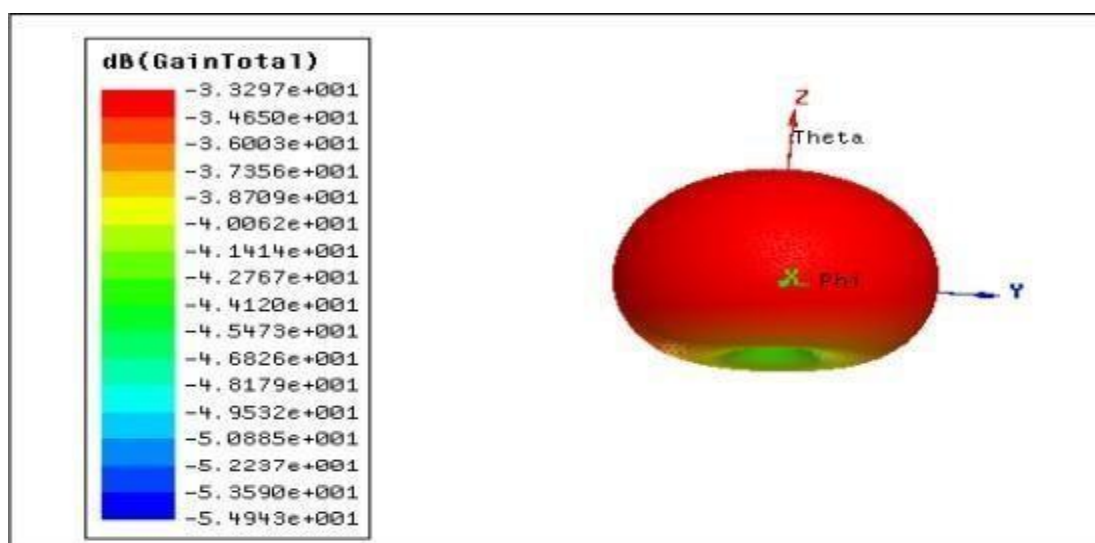 dB(GainTotal)
-3.3297e+001
-3.4650e+001
-3.6003e+001
-3.7356e+001
-3.8709e+001
-4.0062e+001
-4.1414e+001
-4.2767e+001
-4.4120e+001
-4.5473e+001
-4.6826e+001
-4.8179e+001
-4.9532e+001
-5.0885e+001
-5.2237e+001
-5.3590e+001
-5.4943e+001
Z
Theta
X
Phi
Y